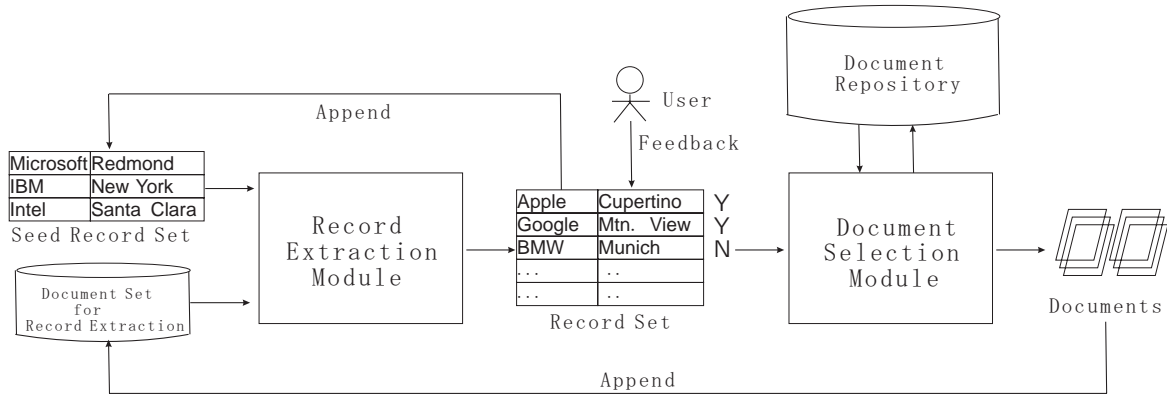 Document
Repository
User
Append
Feedback
Microsoft Redmond
IBM New York
Intel Santa Clara
Seed Record Set
Record
Extraction
Module
Apple Cupertino Y
Google Mtn. View Y
BMW Munich N
... ..
... ..
Record Set
Document
Selection
Module
Document Set
for
Record Extraction
Documents
Append